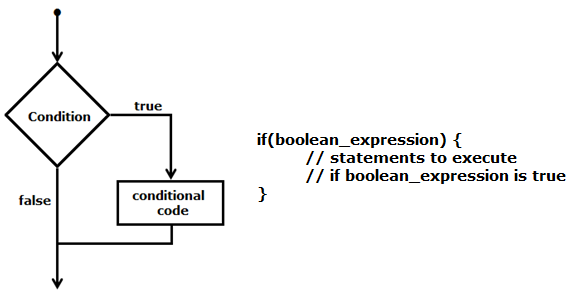 Condition
true
false
conditional
code
if(boolean_expression) {
// statements to execute
// if boolean_expression is true
}